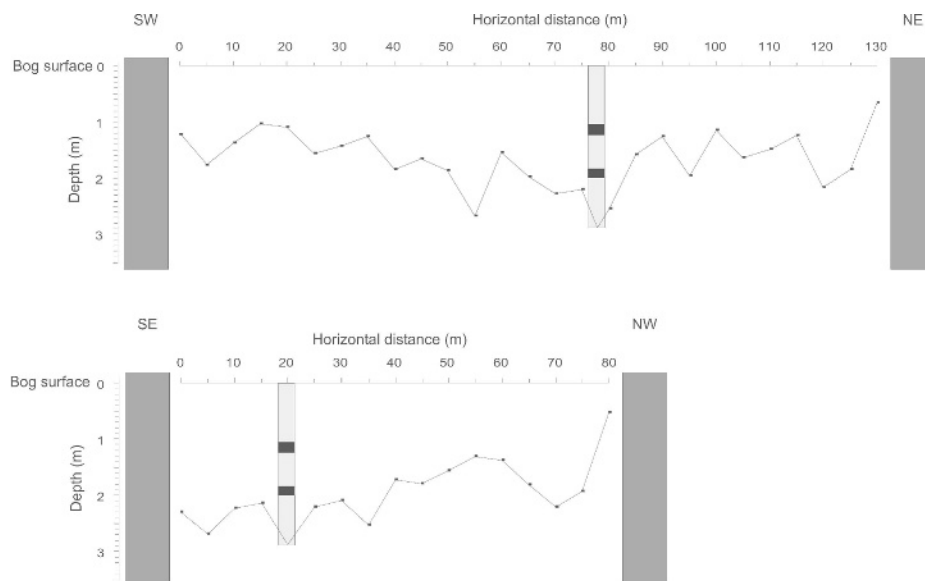 SW Horizontal distance (m) NE
0 10 20 30 40 50 60 70 80 90 100 110 120 130
Bog surface 0
1
2
3
Depth (m)
SE NW
Horizontal distance (m)
0 10 20 30 40 50 60 70 80
Bog surface 0
1
2
3
Depth (m)